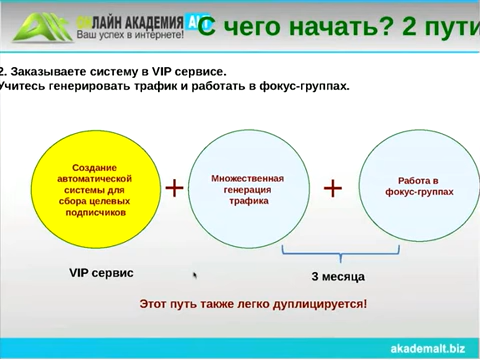 ОНЛАЙН АКАДЕМИЯ АЛТ
Ваш успех в интернете!
С чего начать? 2 пути
2. Заказываете систему в VIP сервисе.
Учитесь генерировать трафик и работать в фокус-группах.
Создание
автоматической
системы для
сбора целевых
подписчиков
+
Множественная
генерация
трафика
+
Работа в
фокус-группах
VIP сервис
3 месяца
Этот путь также легко дуплицируется!
akademalt.biz